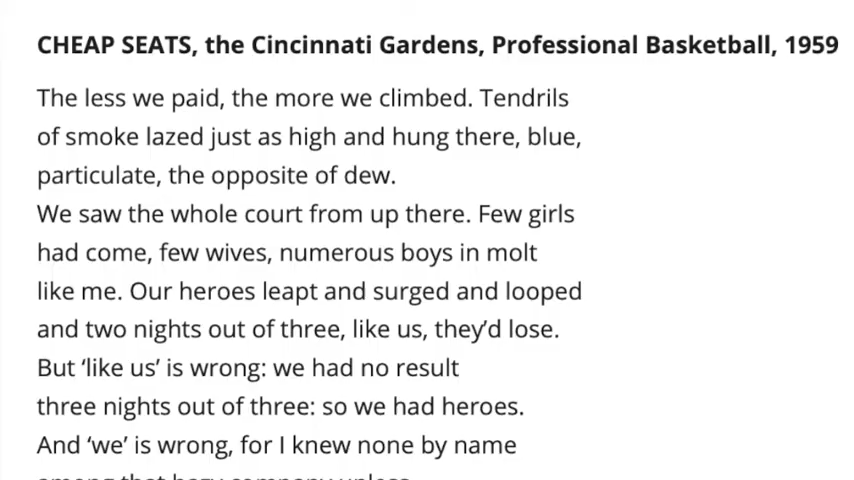 CHEAP SEATS, the Cincinnati Gardens, Professional Basketball, 1959
The less we paid, the more we climbed. Tendrils
of smoke lazed just as high and hung there, blue,
particulate, the opposite of dew.
We saw the whole court from up there. Few girls
had come, few wives, numerous boys in molt
like me. Our heroes leapt and surged and looped
and two nights out of three, like us, they’d lose.
But ‘like us’ is wrong: we had no result
three nights out of three: so we had heroes.
And ‘we’ is wrong, for I knew none by name
among that hazy company unless